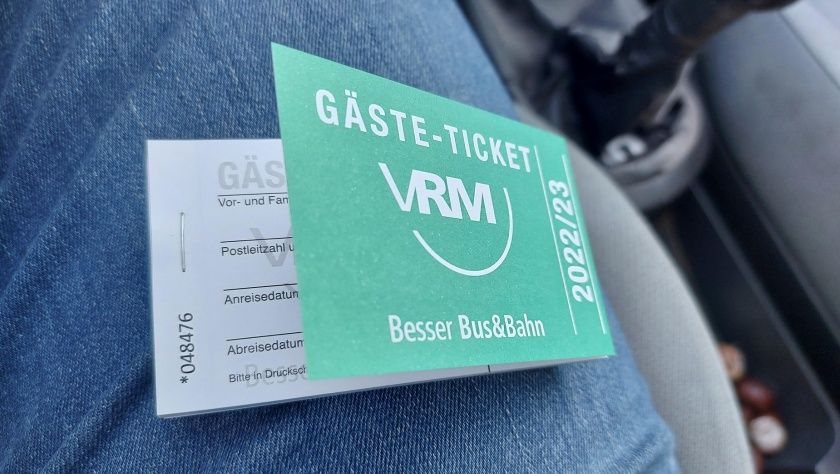 GÄSTE-TICKET
VRM
Besser Bus&Bahn
2022/23
GÄS
Vor- und Fam
Postleitzahl u
Anreisedatum
Abreisedatum
Bitte in Drucksch
*048476